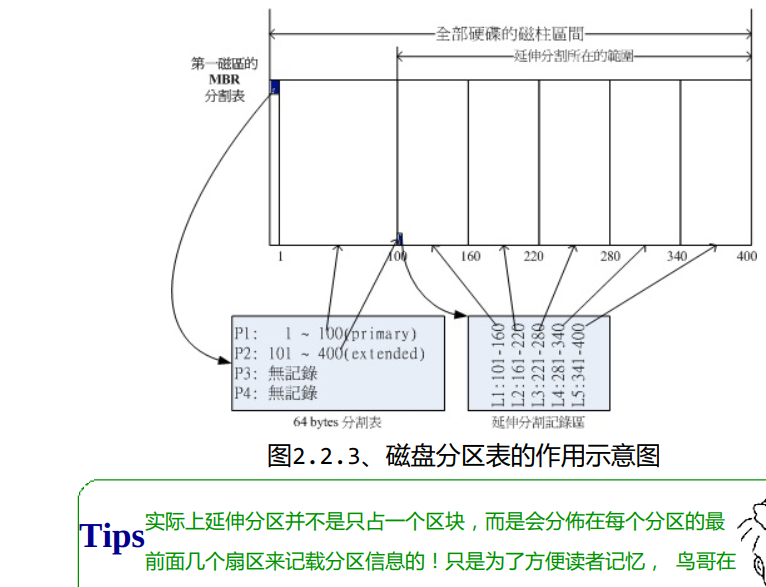 全部硬碟的磁柱區間
延伸分割所在的範圍
第一磁區的
MBR
分割表
1 100 160 220 280 340 400
P1: 1 ~ 100(primary)
P2: 101 ~ 400(extended)
P3: 無記錄
P4: 無記錄
L1:101-160
L2:161-220
L3:221-280
L4:281-340
L5:341-400
64 bytes 分割表
延伸分割記錄區
图2.2.3、磁盘分区表的作用示意图
Tips
实际上延伸分区并不是只占一个区块，而是会分佈在每个分区的最
前面几个扇区来记载分区信息的！只是为了方便读者记忆， 鸟哥在